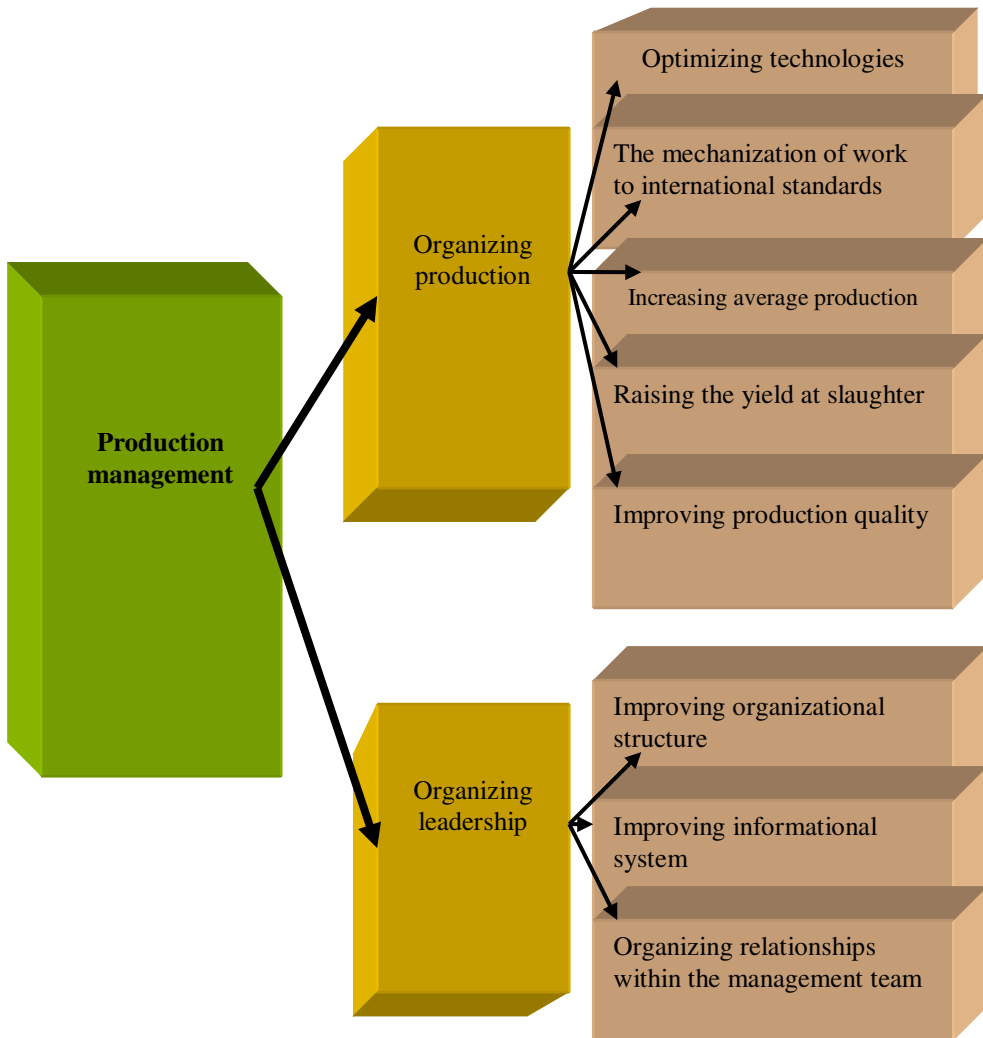 Production
management
Organizing
production
Optimizing technologies
The mechanization of work
to international standards
Increasing average production
Raising the yield at slaughter
Improving production quality
Organizing
leadership
Improving organizational
structure
Improving informational
system
Organizing relationships
within the management team